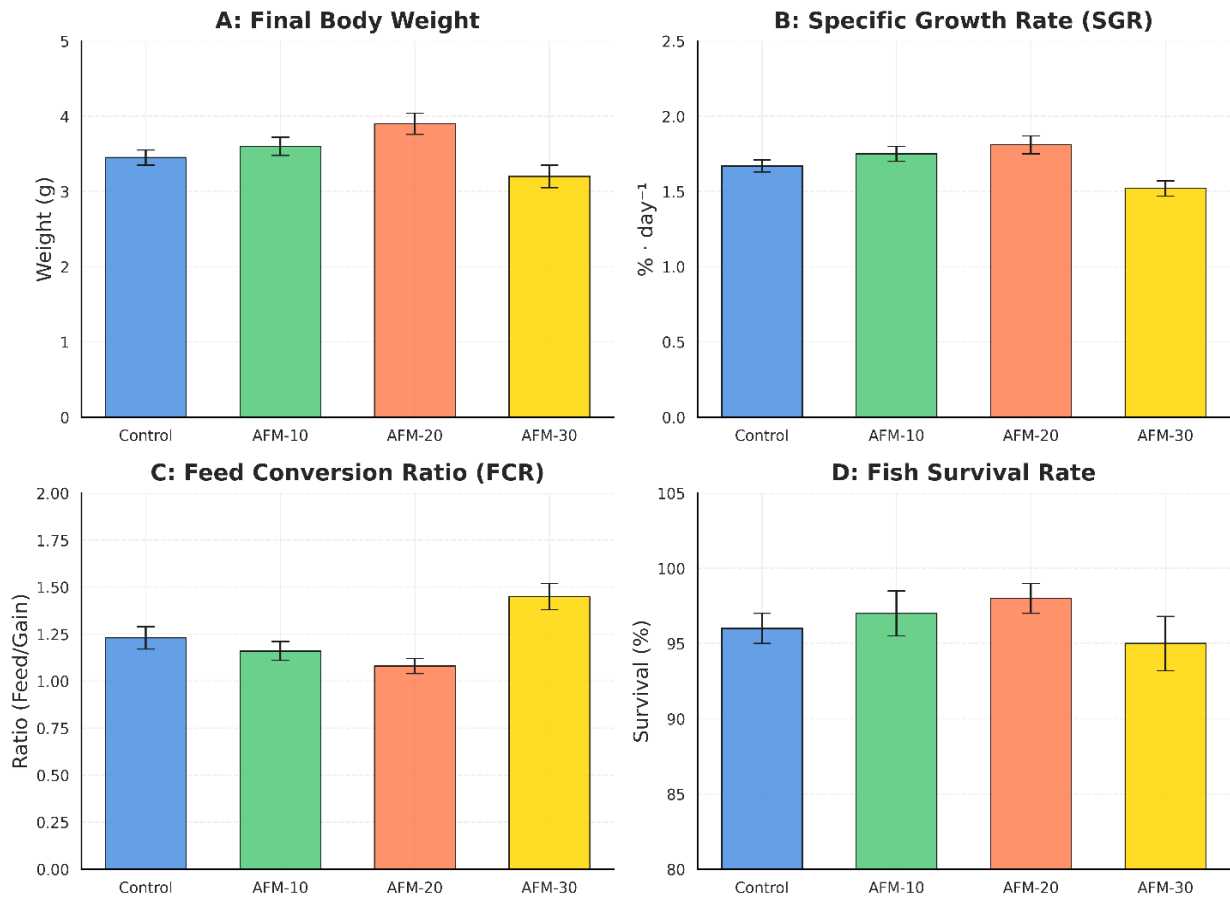 A: Final Body Weight
Weight (g)
5
4
3
2
1
0
Control AFM-10 AFM-20 AFM-30
B: Specific Growth Rate (SGR)
% · day⁻¹
2.5
2.0
1.5
1.0
0.5
0.0
Control AFM-10 AFM-20 AFM-30
C: Feed Conversion Ratio (FCR)
Ratio (Feed/Gain)
2.00
1.75
1.50
1.25
1.00
0.75
0.50
0.25
0.00
Control AFM-10 AFM-20 AFM-30
D: Fish Survival Rate
Survival (%)
105
100
95
90
85
80
Control AFM-10 AFM-20 AFM-30